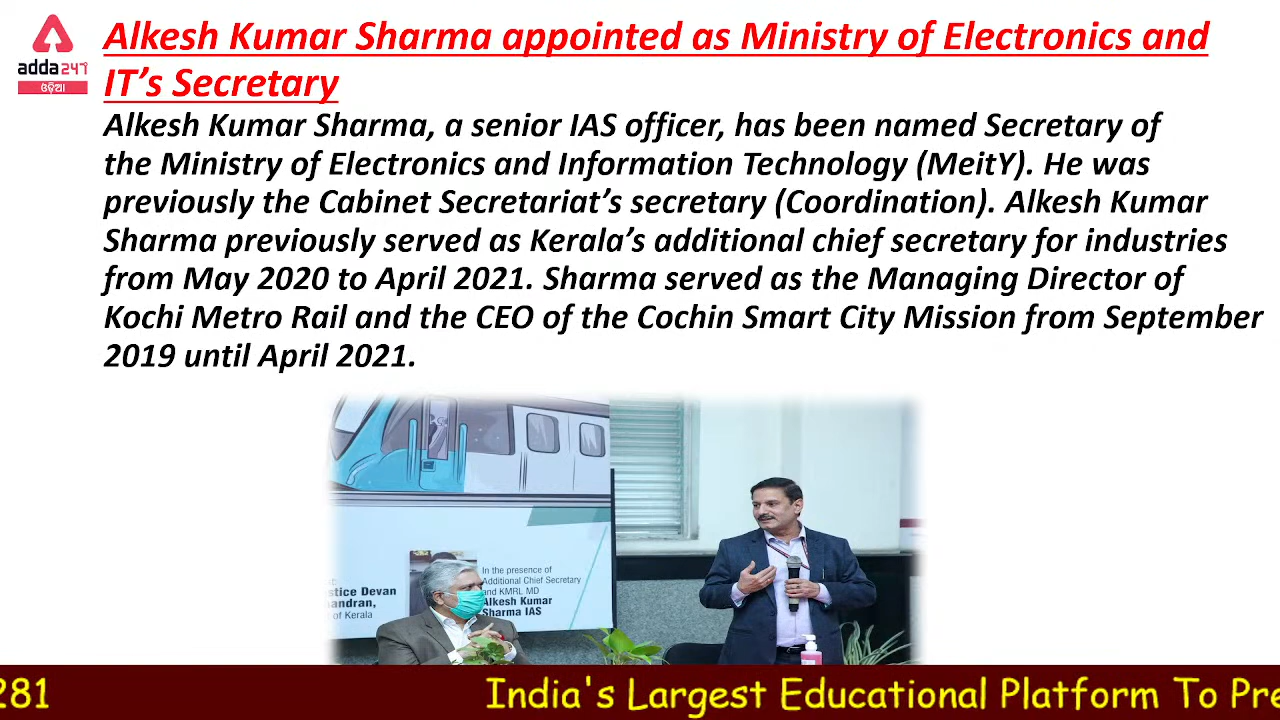 Alkesh Kumar Sharma appointed as Ministry of Electronics and
IT’s Secretary
adda247
ଓଡ଼ିଆ
Alkesh Kumar Sharma, a senior IAS officer, has been named Secretary of
the Ministry of Electronics and Information Technology (MeitY). He was
previously the Cabinet Secretariat’s secretary (Coordination). Alkesh Kumar
Sharma previously served as Kerala’s additional chief secretary for industries
from May 2020 to April 2021. Sharma served as the Managing Director of
Kochi Metro Rail and the CEO of the Cochin Smart City Mission from September
2019 until April 2021.
In the presence of
Additional Chief Secretary
and KMRL MD
Alkesh Kumar
Sharma IAS
stice Devan
andran,
of Kerala
281
India's Largest Educational Platform To Pre